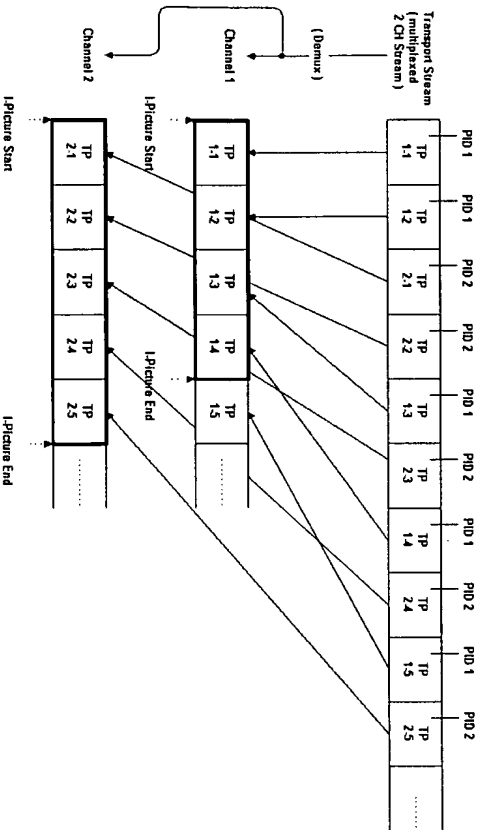 Transport Stream
( multiplexed
2 CH Stream )
PID 1
PID 1
PID 2
PID 2
PID 1
PID 2
PID 1
PID 2
PID 1
PID 2
TP
1-1
TP
1-2
TP
2-1
TP
2-2
TP
1-3
TP
2-3
TP
1-4
TP
2-4
TP
1-5
TP
2-5
........
( Demux )
Channel 1
I-Picture Start
I-Picture End
TP
1-1
TP
1-2
TP
1-3
TP
1-4
TP
1-5
........
Channel 2
TP
2-1
TP
2-2
TP
2-3
TP
2-4
TP
2-5
........
I-Picture Start
I-Picture End